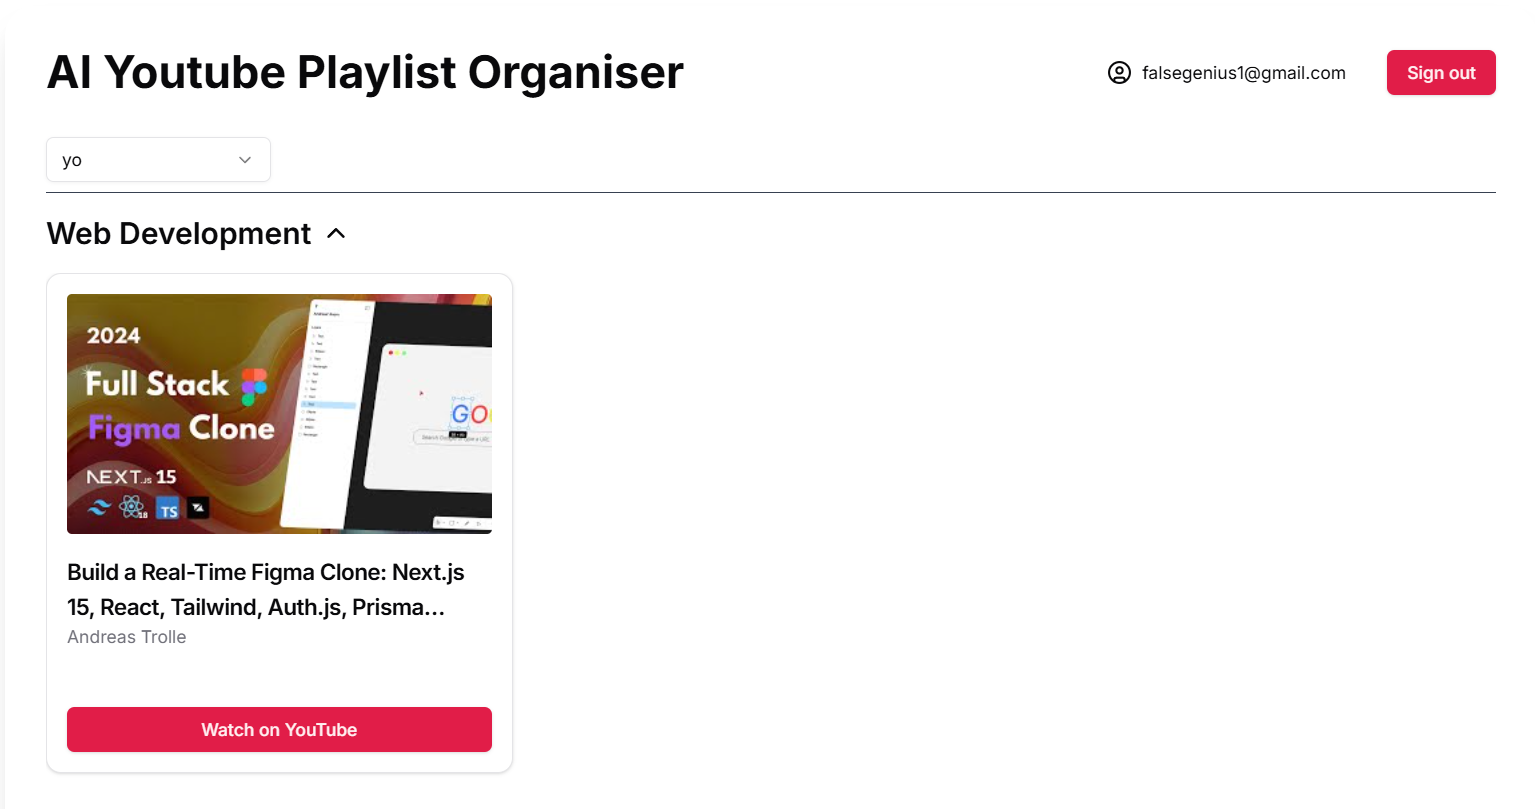 AI Youtube Playlist Organiser
falsegenius1@gmail.com
Sign out
yo
Web Development
2024
Full Stack
Figma Clone
NEXT.JS 15
18
TS
Build a Real-Time Figma Clone: Next.js
15, React, Tailwind, Auth.js, Prisma...
Andreas Trolle
Watch on YouTube